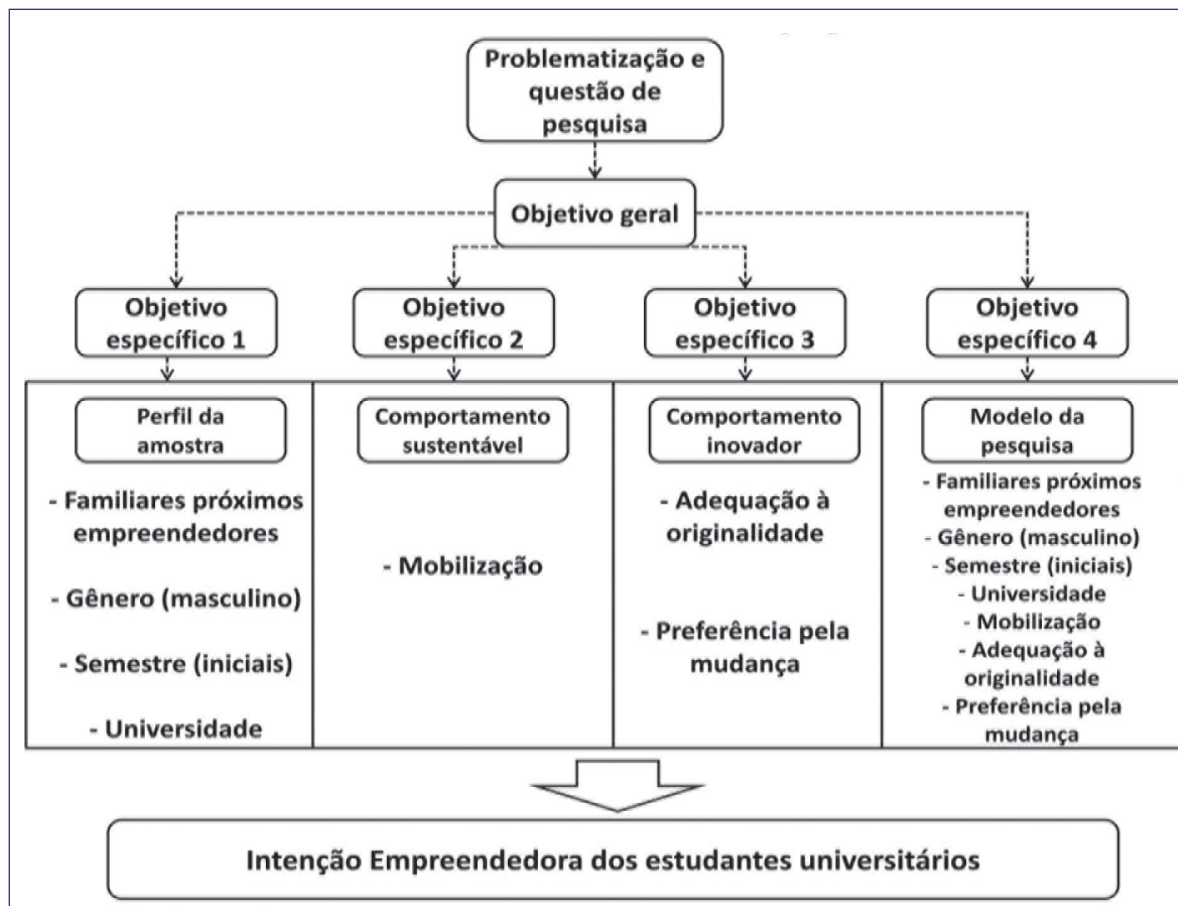 Problematização e
questão de
pesquisa
Objetivo geral
Objetivo
específico 1
Objetivo
específico 2
Objetivo
específico 3
Objetivo
específico 4
Perfil da
amostra
- Familiares próximos
empreendedores
- Gênero (masculino)
- Semestre (iniciais)
- Universidade
Comportamento
sustentável
- Mobilização
Comportamento
inovador
- Adequação à
originalidade
- Preferência pela
mudança
Modelo da
pesquisa
- Familiares próximos
empreendedores
- Gênero (masculino)
- Semestre (iniciais)
- Universidade
- Mobilização
- Adequação à
originalidade
- Preferência pela
mudança
Intenção Empreendedora dos estudantes universitários